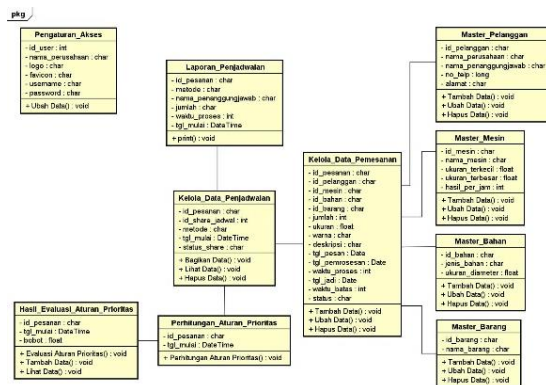 pkg
Pengaturan_Akses
- id_user : int
- nama_perusahaan : char
- logo : char
- favicon : char
- username : char
- password : char
+ Ubah Data() : void
Laporan_Penjadwalan
- id_pesanan : char
- metode : char
- nama_penanggungjawab : char
- jumlah : char
- waktu_proses : int
- tgl_mulai : DateTime
+ print() : void
Master_Pelanggan
- id_pelanggan : char
- nama_perusahaan : char
- nama_penanggungjawab : char
- no_telp : long
- alamat : char
+ Tambah Data() : void
+ Ubah Data() : void
+ Hapus Data() : void
Master_Mesin
- id_mesin : char
- nama_mesin : char
- ukuran_terkecil : float
- ukuran_terbesar : float
- hasil_per_jam : int
+ Tambah Data() : void
+ Ubah Data() : void
+ Hapus Data() : void
Kelola_Data_Pemesanan
- id_pesanan : char
- id_pelanggan : char
- id_mesin : char
- id_bahan : char
- id_barang : char
- jumlah : int
- ukuran : float
- warna : char
- deskripsi : char
- tgl_pesan : Date
- tgl_pemrosesan : Date
- waktu_proses : int
- tgl_jadi : Date
- waktu_batas : int
- status : char
+ Tambah Data() : void
+ Ubah Data() : void
+ Hapus Data() : void
Kelola_Data_Penjadwalan
- id_pesanan : char
- id_share_jadwal : int
- metode : char
- tgl_mulai : DateTime
- status_share : char
+ Bagikan Data() : void
+ Lihat Data() : void
+ Hapus Data() : void
Master_Bahan
- id_bahan : char
- jenis_bahan : char
- ukuran_diameter : float
+ Tambah Data() : void
+ Ubah Data() : void
+ Hapus Data() : void
Hasil_Evaluasi_Aturan_Prioritas
- id_pesanan : char
- tgl_mulai : DateTime
- bobot : float
+ Evaluasi Aturan Prioritas() : void
+ Tambah Data() : void
+ Lihat Data() : void
Perhitungan_Aturan_Prioritas
- id_pesanan : char
- tgl_mulai : DateTime
+ Perhitungan Aturan Prioritas() : void
Master_Barang
- id_barang : char
- nama_barang : char
+ Tambah Data() : void
+ Ubah Data() : void
+ Hapus Data() : void